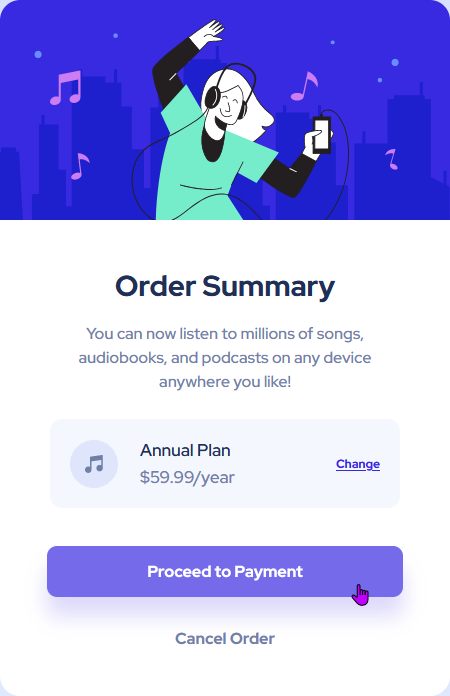 Order Summary
You can now listen to millions of songs,
audiobooks, and podcasts on any device
anywhere you like!
Annual Plan
$59.99/year
Change
Proceed to Payment
Cancel Order